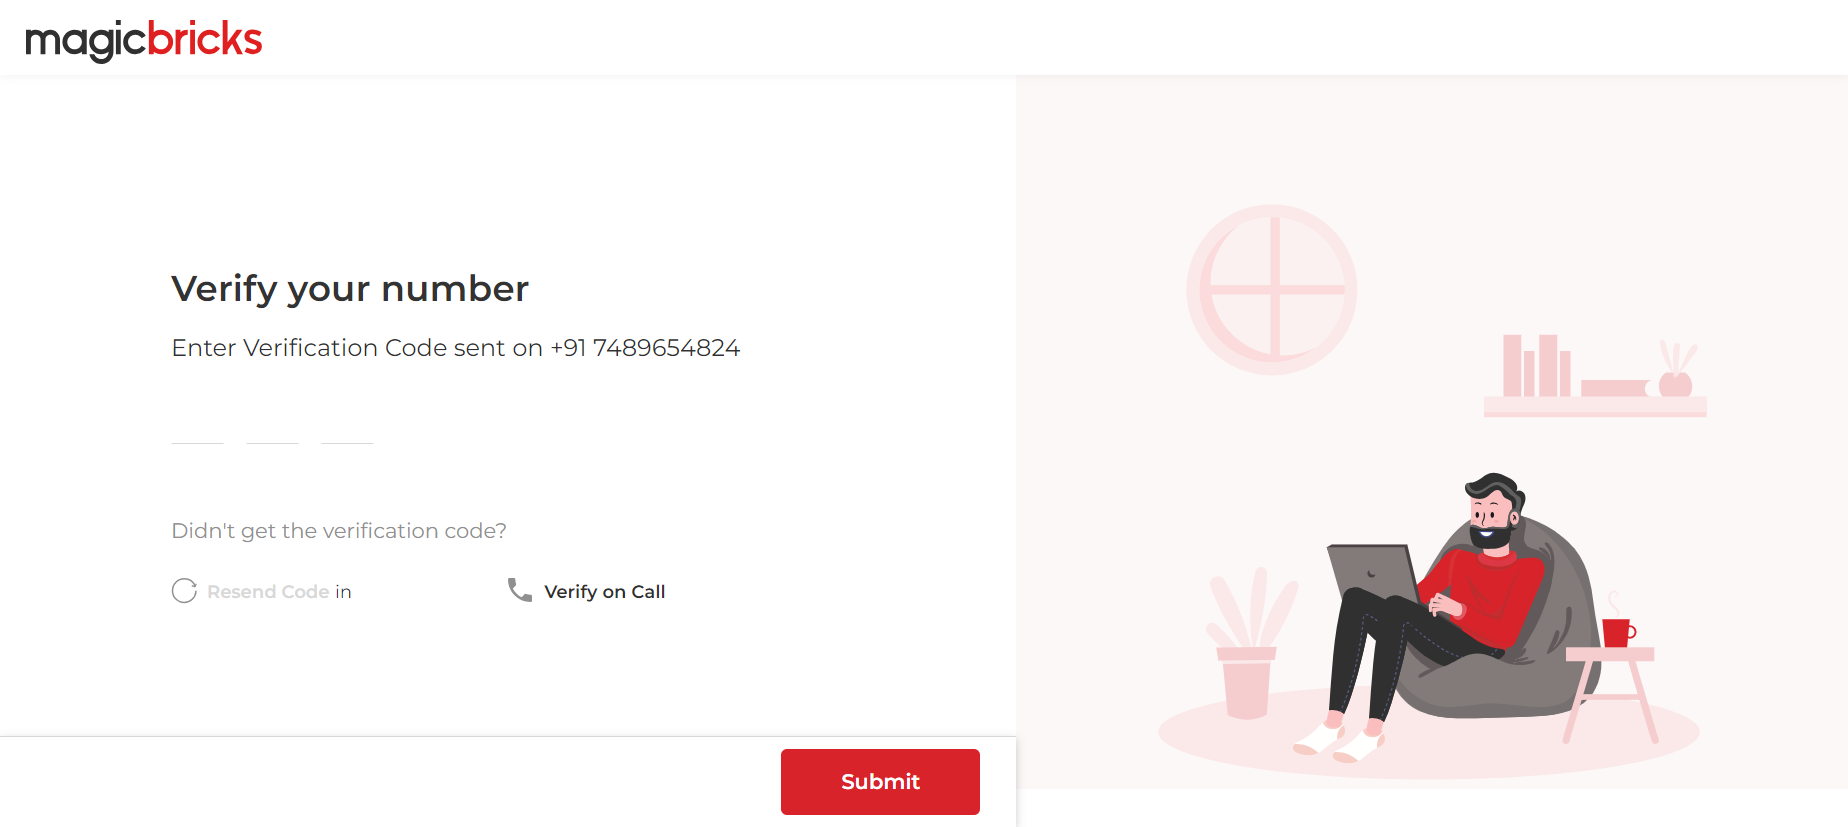 magicbricks
Verify your number
Enter Verification Code sent on +91 7489654824
Didn't get the verification code?
Resend Code in
Verify on Call
Submit